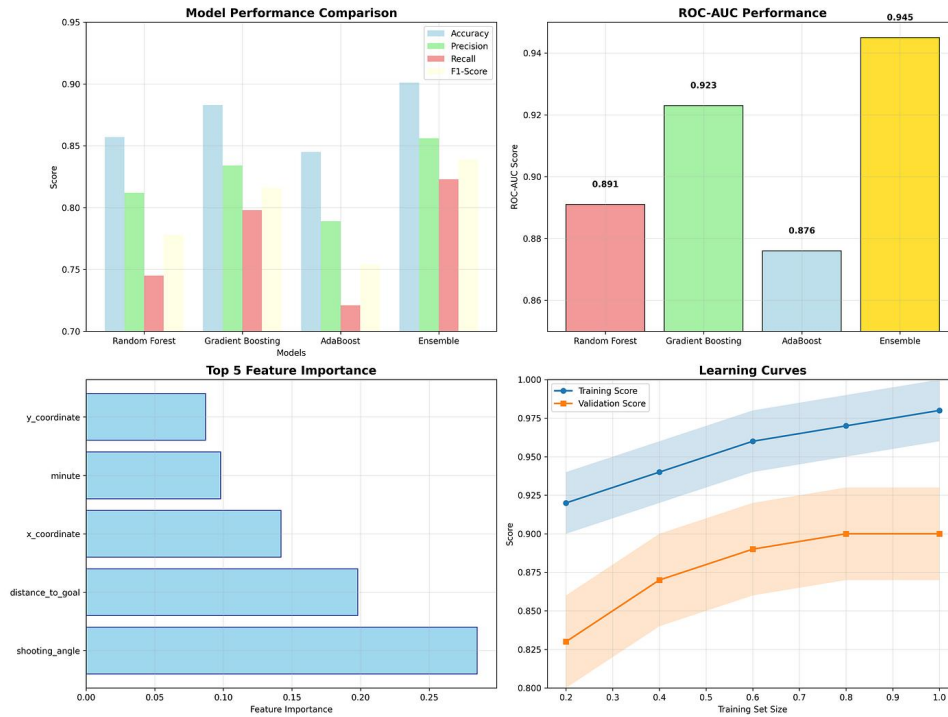 Model Performance Comparison
0.95
0.90
0.85
0.80
0.75
0.70
Score
Accuracy
Precision
Recall
F1-Score
Random Forest
Gradient Boosting
AdaBoost
Ensemble
Models
ROC-AUC Performance
0.94
0.92
0.90
0.88
0.86
ROC-AUC Score
0.891
0.923
0.876
0.945
Random Forest
Gradient Boosting
AdaBoost
Ensemble
Top 5 Feature Importance
y_coordinate
minute
x_coordinate
distance_to_goal
shooting_angle
0.00
0.05
0.10
0.15
0.20
0.25
Feature Importance
Learning Curves
1.000
0.975
0.950
0.925
0.900
0.875
0.850
0.825
0.800
Score
Training Score
Validation Score
0.2
0.3
0.4
0.5
0.6
0.7
0.8
0.9
1.0
Training Set Size